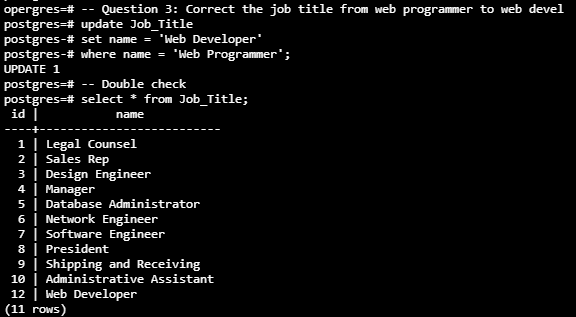 opergres=# -- Question 3: Correct the job title from web programmer to web devel
postgres=# update Job_Title
postgres-# set name = 'Web Developer'
postgres-# where name = 'Web Programmer';
UPDATE 1
postgres=# -- Double check
postgres=# select * from Job_Title;
 id |           name
----+--------------------------
  1 | Legal Counsel
  2 | Sales Rep
  3 | Design Engineer
  4 | Manager
  5 | Database Administrator
  6 | Network Engineer
  7 | Software Engineer
  8 | President
  9 | Shipping and Receiving
 10 | Administrative Assistant
 12 | Web Developer
(11 rows)